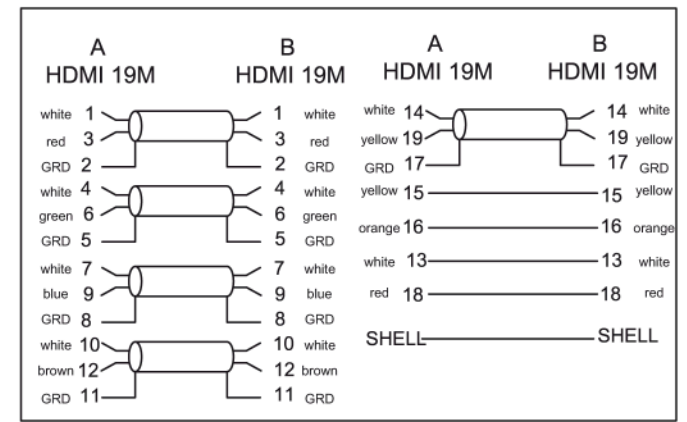 A B
HDMI 19M HDMI 19M
white 1 1 white
red 3 3 red
GRD 2 2 GRD
white 4 4 white
green 6 6 green
GRD 5 5 GRD
white 7 7 white
blue 9 9 blue
GRD 8 8 GRD
white 10 10 white
brown 12 12 brown
GRD 11 11 GRD
A B
HDMI 19M HDMI 19M
white 14 14 white
yellow 19 19 yellow
GRD 17 17 GRD
yellow 15 15 yellow
orange 16 16 orange
white 13 13 white
red 18 18 red
SHELL SHELL